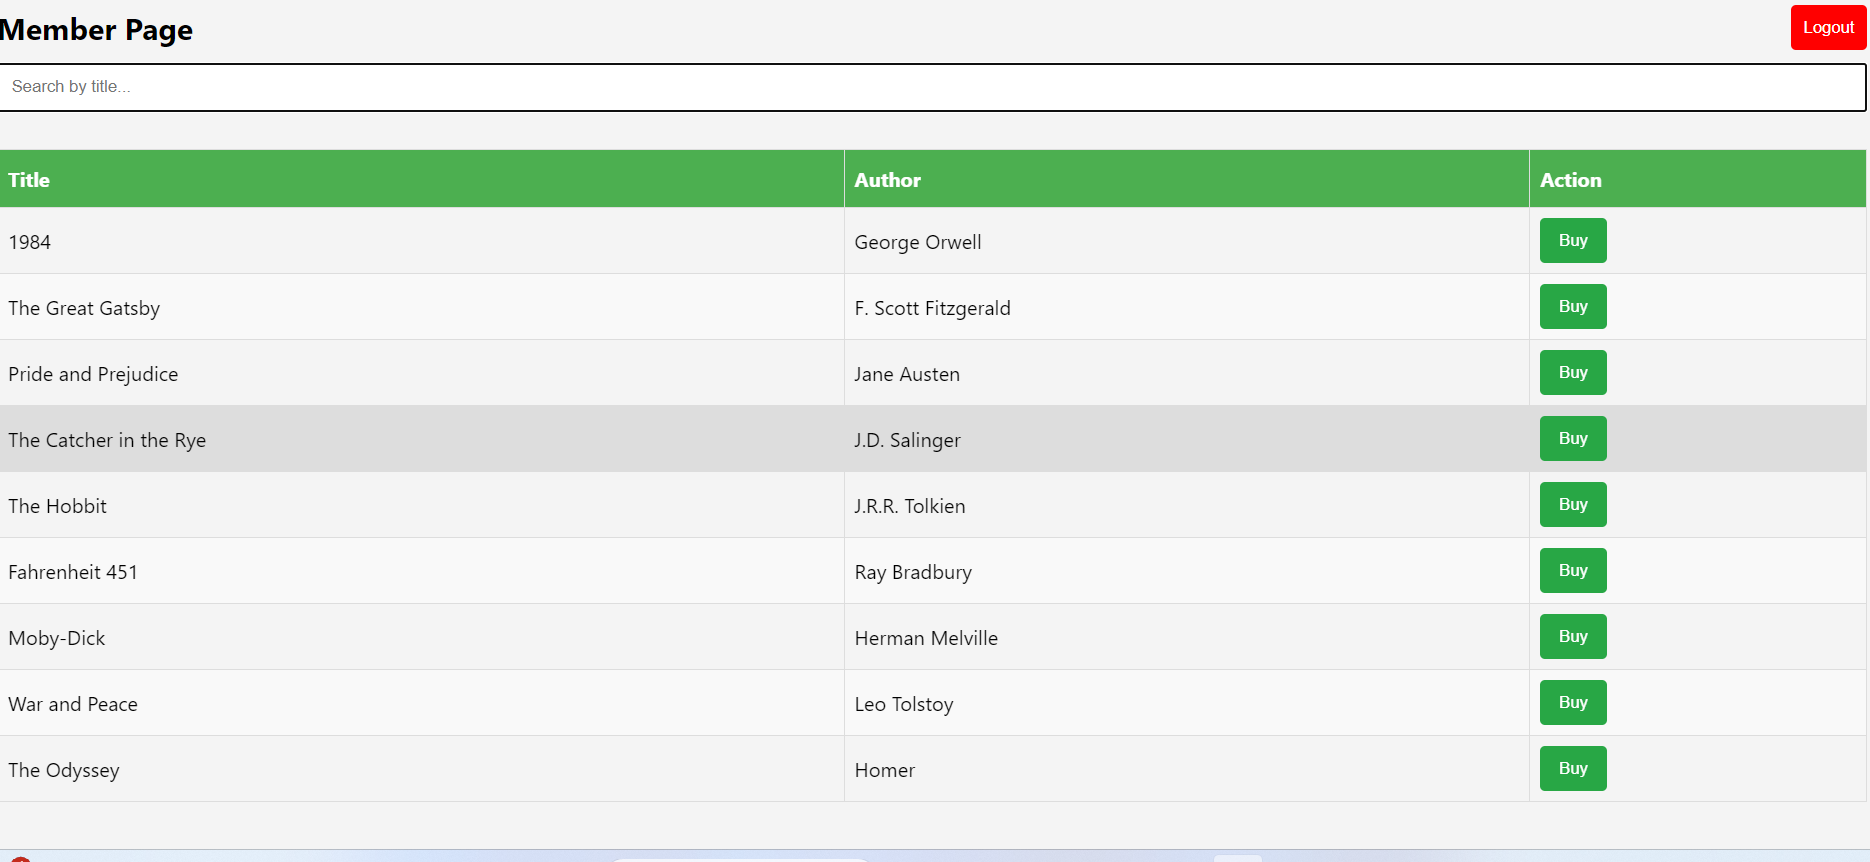 Member Page
Logout
Search by title...
Title Author Action
1984 George Orwell Buy
The Great Gatsby F. Scott Fitzgerald Buy
Pride and Prejudice Jane Austen Buy
The Catcher in the Rye J.D. Salinger Buy
The Hobbit J.R.R. Tolkien Buy
Fahrenheit 451 Ray Bradbury Buy
Moby-Dick Herman Melville Buy
War and Peace Leo Tolstoy Buy
The Odyssey Homer Buy